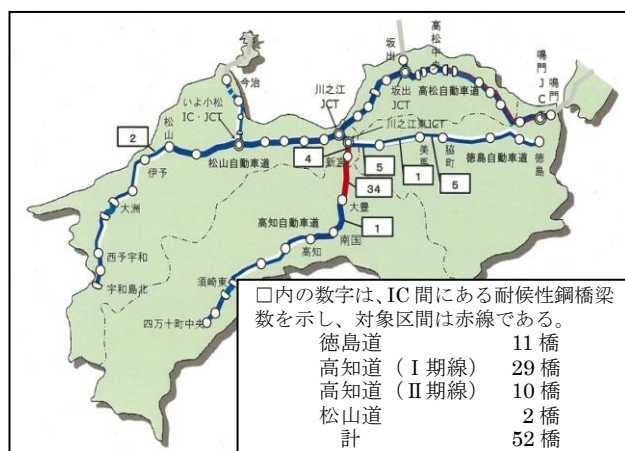 坂出
高松中央
鳴門JCT
鳴門
今治
坂出
JCT
高松自動車道
いよ小松
IC・JCT
川之江
JCT
川之江東JCT
松山
2
松山自動車道
4
新宮
5
美馬
1
脇町
5
徳島自動車道
徳島
伊予
34
大豊
大洲
高知自動車道
1
南国
高知
西予宇和
須崎東
宇和島北
四万十町中央
□内の数字は、IC間にある耐候性鋼橋梁
数を示し、対象区間は赤線である。
徳島道 11橋
高知道（Ⅰ期線） 29橋
高知道（Ⅱ期線） 10橋
松山道 2橋
計 52橋